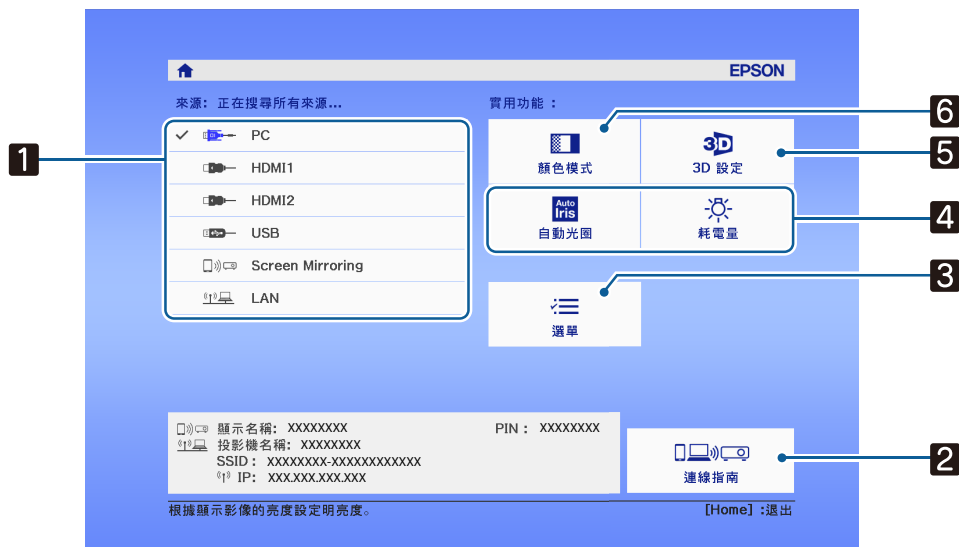 EPSON
來源: 正在搜尋所有來源...
PC
HDMI1
HDMI2
USB
Screen Mirroring
LAN
實用功能 :
顏色模式
3D
3D 設定
Auto
Iris
自動光圈
耗電量
選單
顯示名稱: XXXXXXXX
PIN : XXXXXXXX
投影機名稱: XXXXXXXX
SSID : XXXXXXXX-XXXXXXXXXXXX
IP: XXX.XXX.XXX.XXX
連線指南
根據顯示影像的亮度設定明亮度。
[Home] :退出
1
6
5
4
3
2